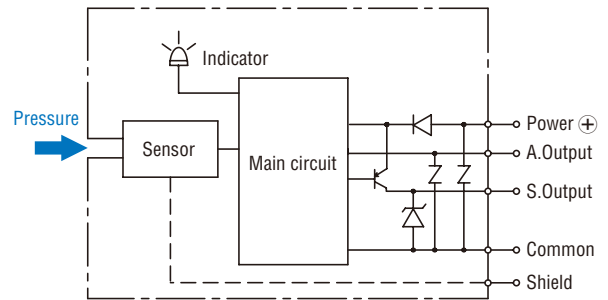 Indicator
Pressure
Sensor
Main circuit
Power ⊕
A.Output
S.Output
Common
Shield